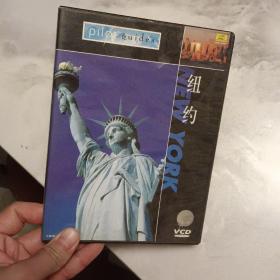 pilot guides
纽约
NEW YORK
VCD